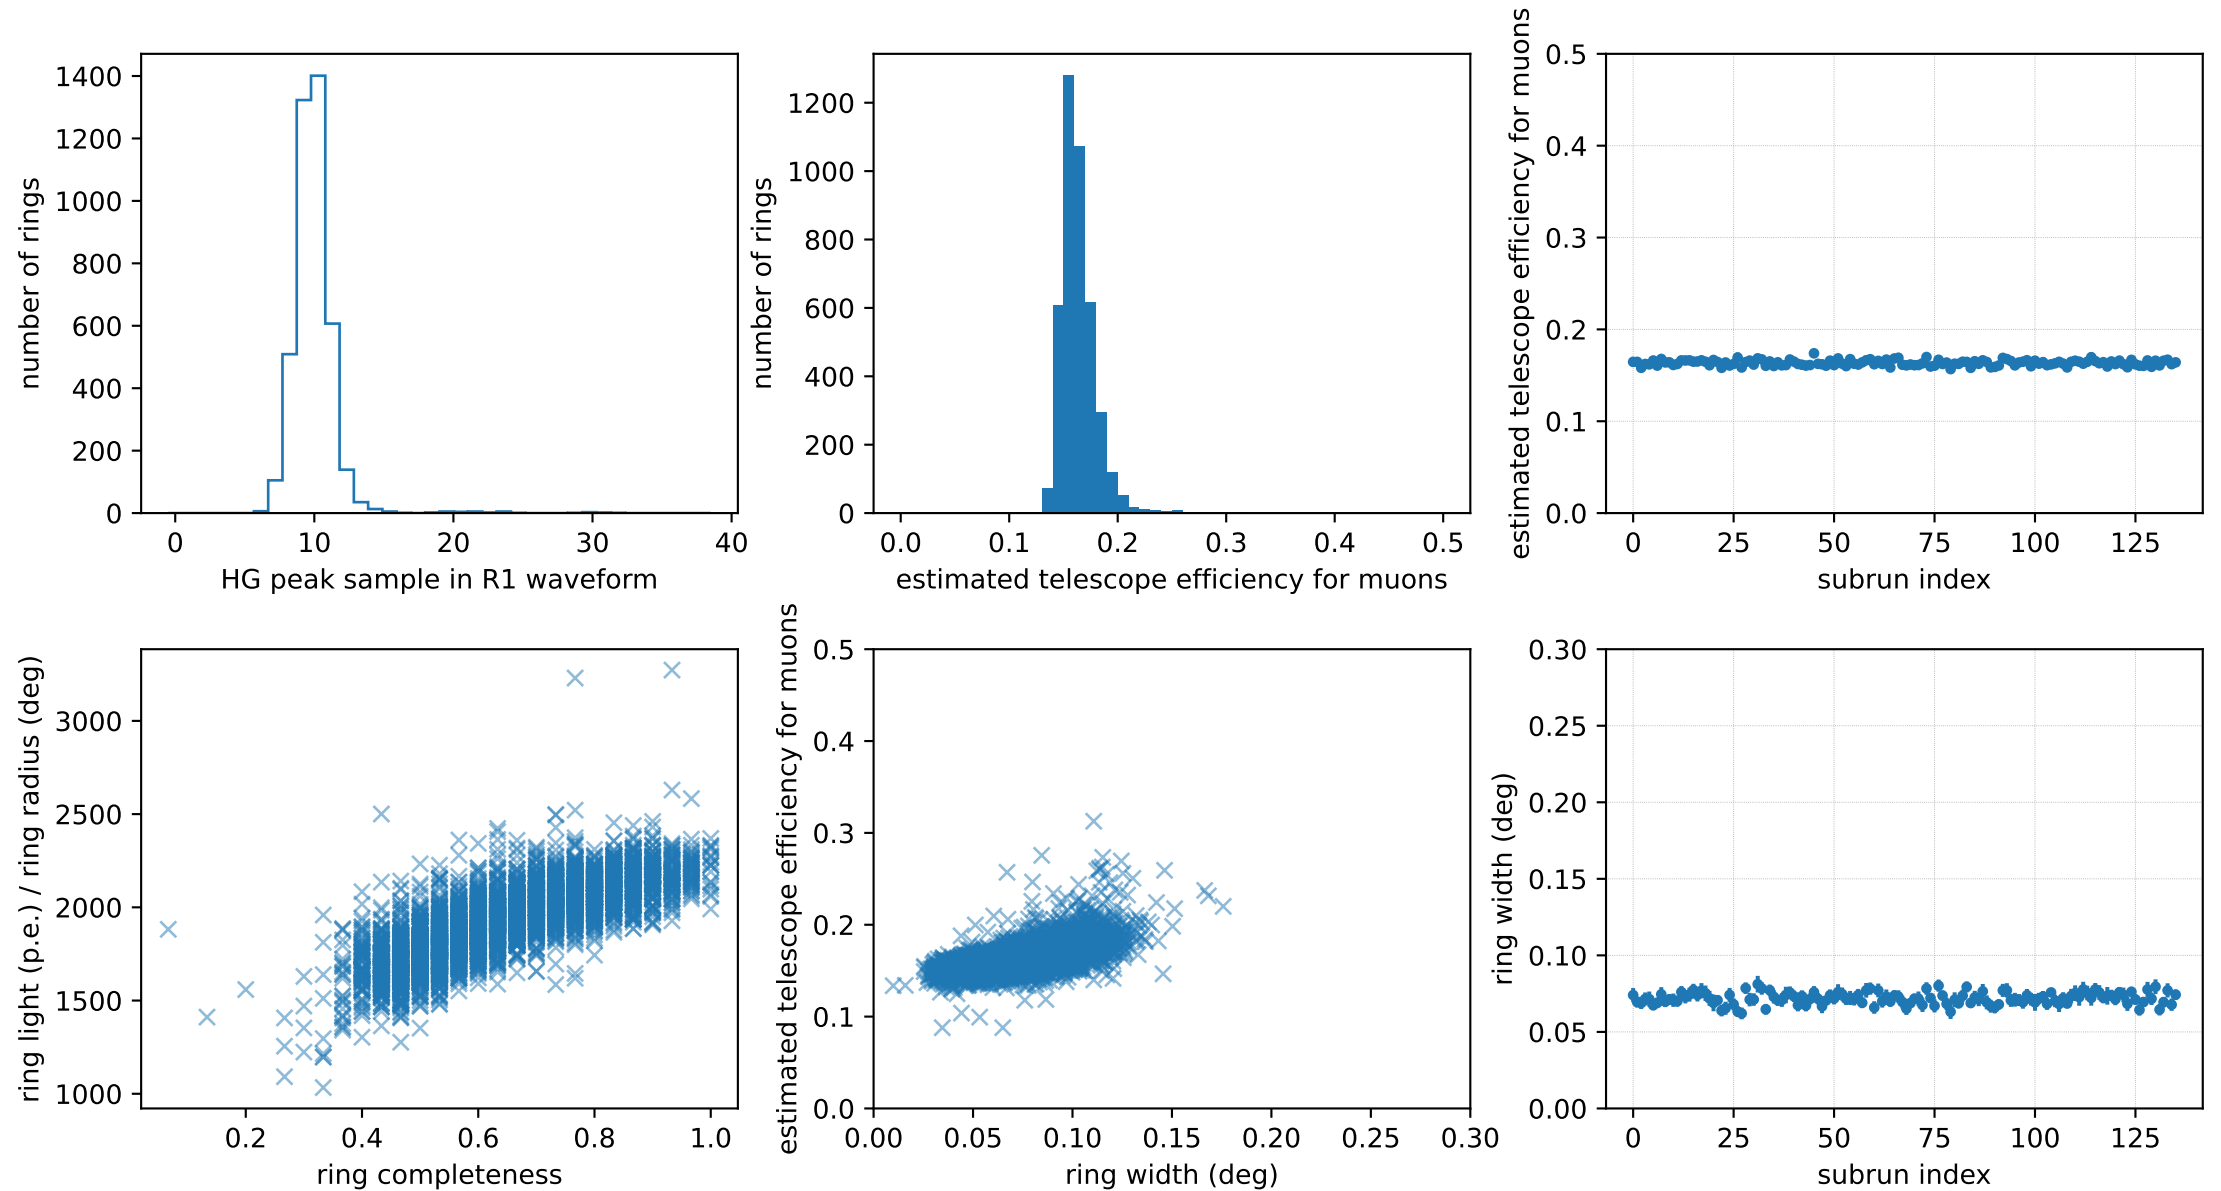 1400
1200
1000
800
600
400
200
0
number of rings
0 10 20 30 40
HG peak sample in R1 waveform
1200
1000
800
600
400
200
0
number of rings
0.0 0.1 0.2 0.3 0.4 0.5
estimated telescope efficiency for muons
0.5
0.4
0.3
0.2
0.1
0.0
estimated telescope efficiency for muons
0 25 50 75 100 125
subrun index
3000
2500
2000
1500
1000
ring light (p.e.) / ring radius (deg)
0.2 0.4 0.6 0.8 1.0
ring completeness
0.5
0.4
0.3
0.2
0.1
0.0
estimated telescope efficiency for muons
0.00 0.05 0.10 0.15 0.20 0.25 0.30
ring width (deg)
0.30
0.25
0.20
0.15
0.10
0.05
0.00
ring width (deg)
0 25 50 75 100 125
subrun index